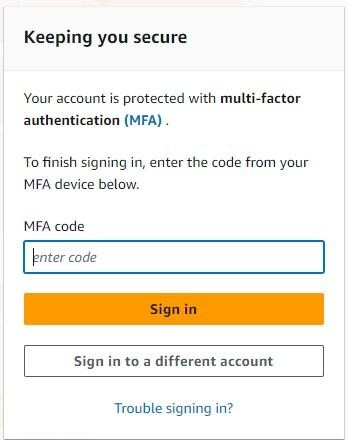 Keeping you secure
Your account is protected with multi-factor
authentication (MFA) .
To finish signing in, enter the code from your
MFA device below.
MFA code
enter code
Sign in
Sign in to a different account
Trouble signing in?